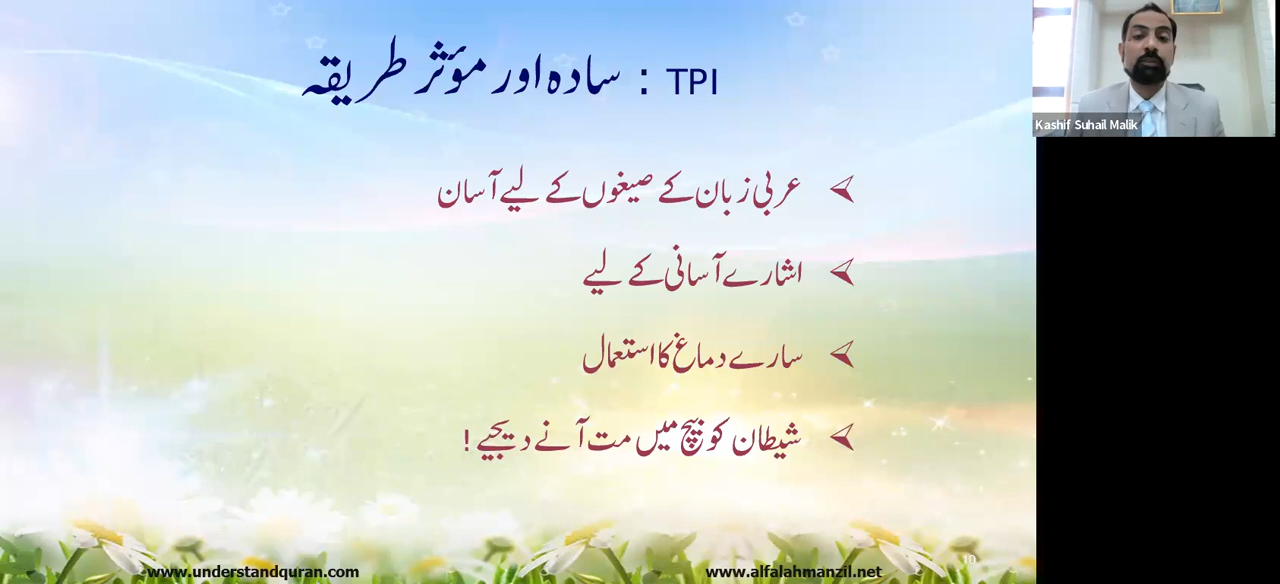 TPI : سادہ اور مؤثر طریقہ
عربی زبان کے صیغوں کے لیے آسان
اشارے آسانی کے لیے
سارے دماغ کا استعمال
شیطان کو بیچ میں مت آنے دیجیے !
www.understandquran.com
www.alfalahmanzil.net
10
Kashif Suhail Malik